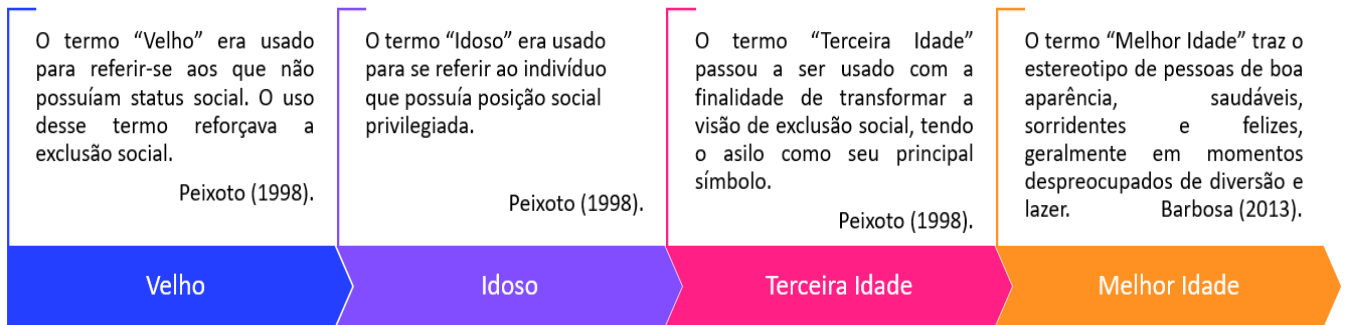 O termo “Velho” era usado
para referir-se aos que não
possuíam status social. O uso
desse termo reforçava a
exclusão social.
Peixoto (1998).
O termo “Idoso” era usado
para se referir ao indivíduo
que possuía posição social
privilegiada.
Peixoto (1998).
O termo “Terceira Idade”
passou a ser usado com a
finalidade de transformar a
visão de exclusão social, tendo
o asilo como seu principal
símbolo.
Peixoto (1998).
O termo “Melhor Idade” traz o
estereotipo de pessoas de boa
aparência, saudáveis,
sorridentes e felizes,
geralmente em momentos
despreocupados de diversão e
lazer. Barbosa (2013).
Velho
Idoso
Terceira Idade
Melhor Idade